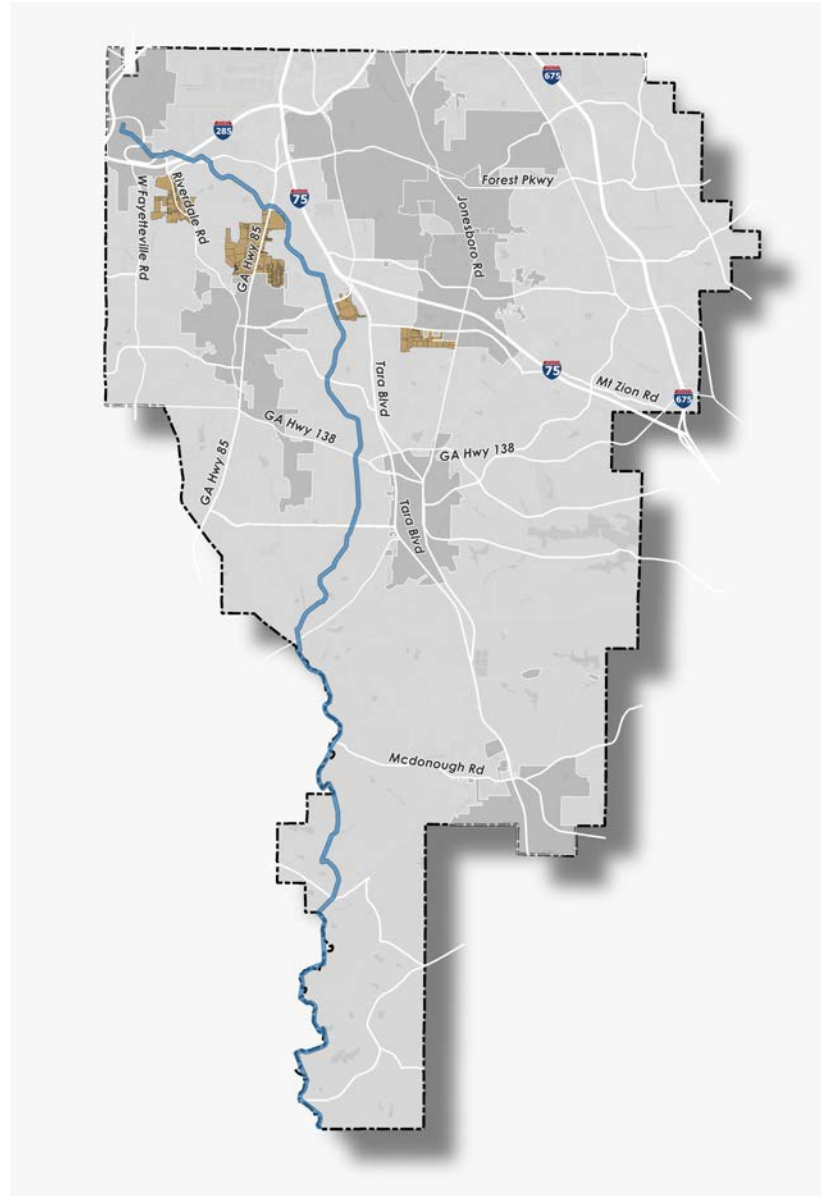 675
285
Forest Pkwy
W Fayetteville Rd
Riverdale Rd
75
Jonesboro Rd
GA Hwy 85
75
Mt Zion Rd
675
Tara Blvd
GA Hwy 138
GA Hwy 138
GA Hwy 85
Tara Blvd
Mcdonough Rd